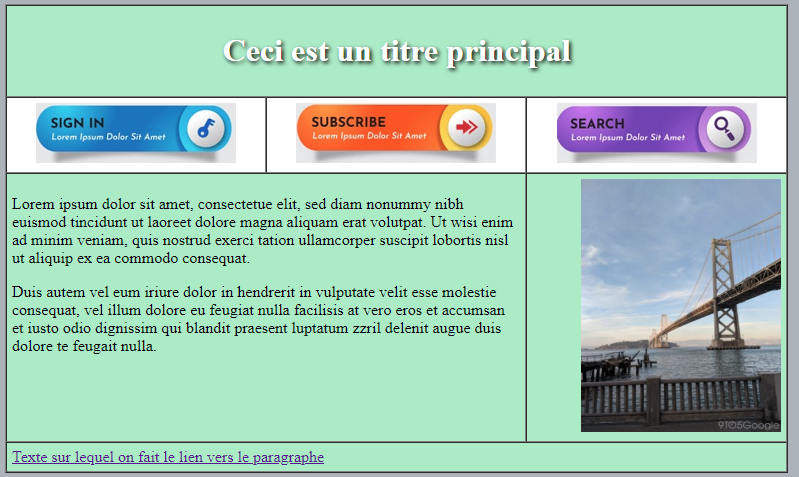 Ceci est un titre principal
SIGN IN
Lorem Ipsum Dolor Sit Amet
SUBSCRIBE
Lorem Ipsum Dolor Sit Amet
SEARCH
Lorem Ipsum Dolor Sit Amet
Lorem ipsum dolor sit amet, consectetue elit, sed diam nonummy nibh
euismod tincidunt ut laoreet dolore magna aliquam erat volutpat. Ut wisi enim
ad minim veniam, quis nostrud exerci tation ullamcorper suscipit lobortis nisl
ut aliquip ex ea commodo consequat.
Duis autem vel eum iriure dolor in hendrerit in vulputate velit esse molestie
consequat, vel illum dolore eu feugiat nulla facilisis at vero eros et accumsan
et iusto odio dignissim qui blandit praesent luptatum zzril delenit augue duis
dolore te feugait nulla.
9TO5Google
Texte sur lequel on fait le lien vers le paragraphe